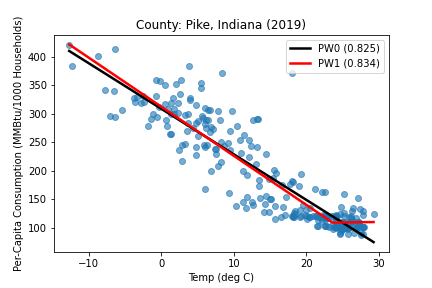 County: Pike, Indiana (2019)
PW0 (0.825)
PW1 (0.834)
Per-Capita Consumption (MMBtu/1000 Households)
400
350
300
250
200
150
100
−10
0
10
20
30
Temp (deg C)